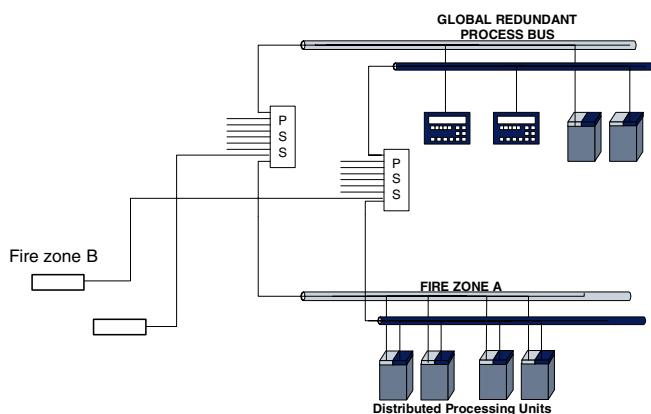 GLOBAL REDUNDANT
PROCESS BUS
P
S
S
P
S
S
Fire zone B
FIRE ZONE A
Distributed Processing Units